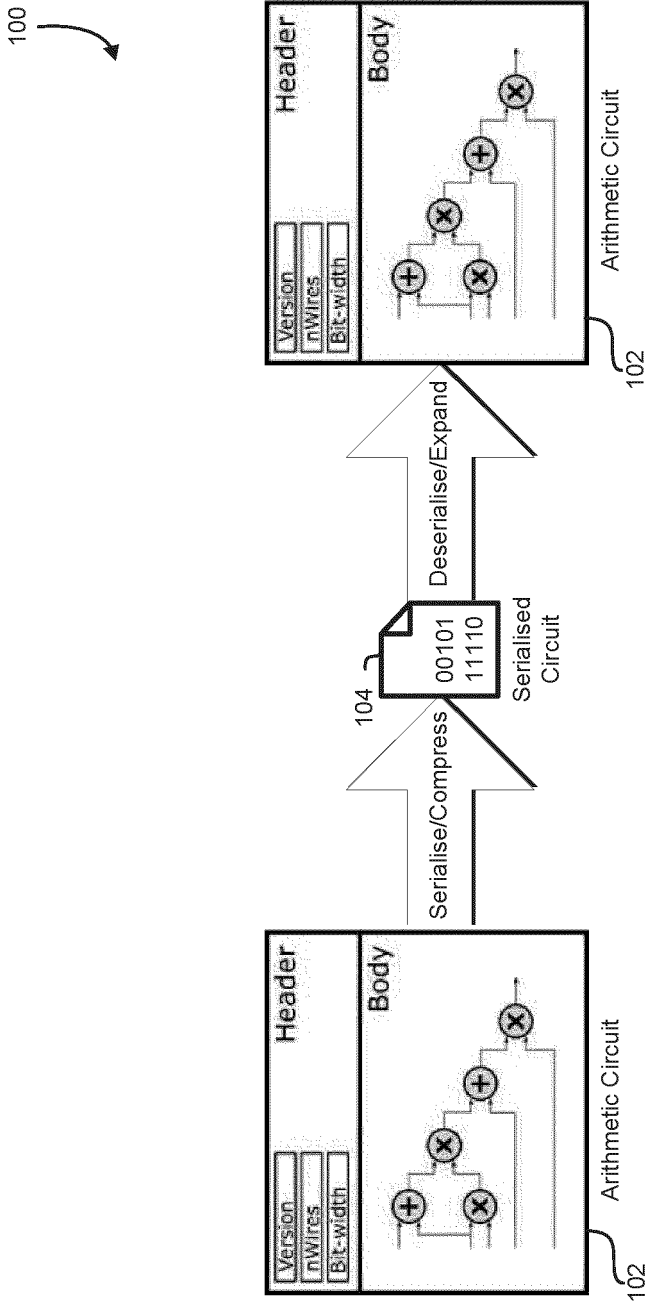 100
Header
Version
nWires
Bit-width
Body
+
×
×
+
×
Arithmetic Circuit
102
Serialise/Compress
104
00101
11110
Serialised
Circuit
Deserialise/Expand
Header
Version
nWires
Bit-width
Body
+
×
×
+
×
Arithmetic Circuit
102